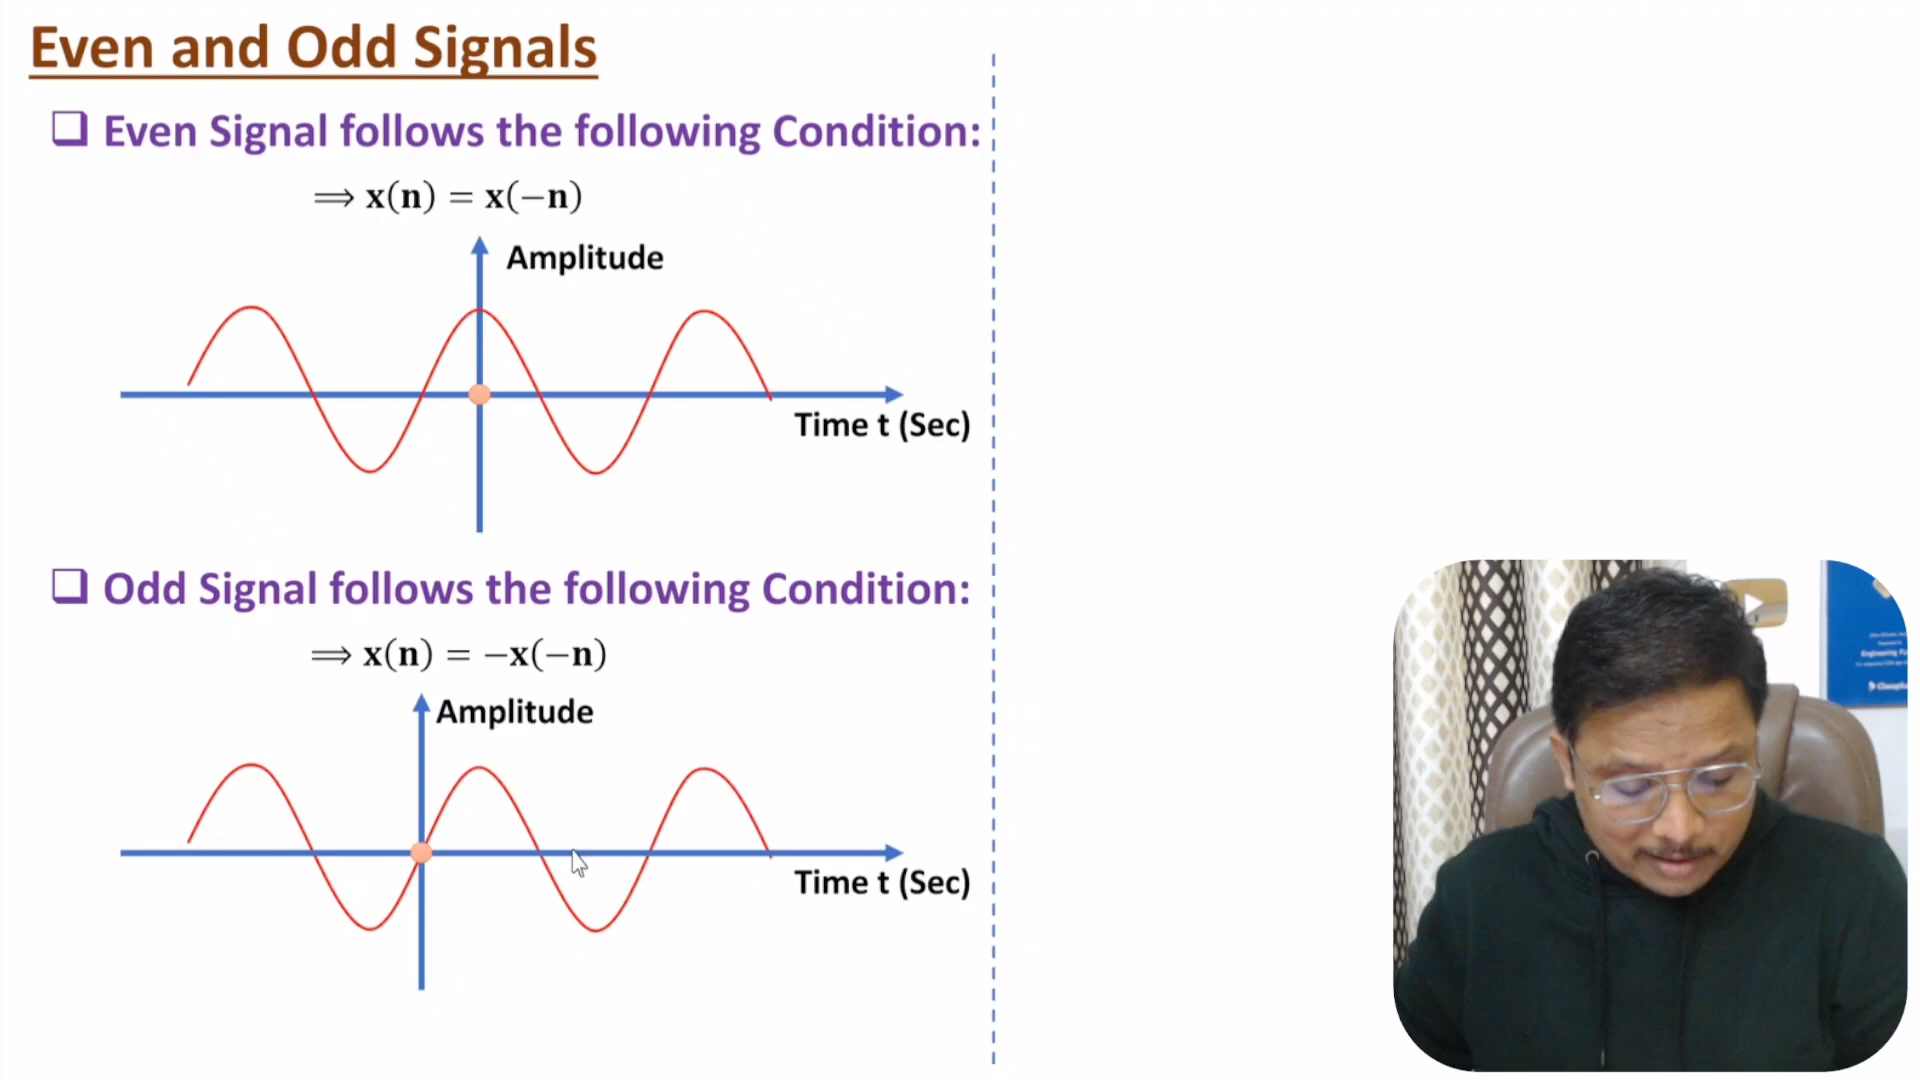 Even and Odd Signals
❑ Even Signal follows the following Condition:
⟹ x(n) = x(−n)
Amplitude
Time t (Sec)
❑ Odd Signal follows the following Condition:
⟹ x(n) = −x(−n)
Amplitude
Time t (Sec)
Engineering